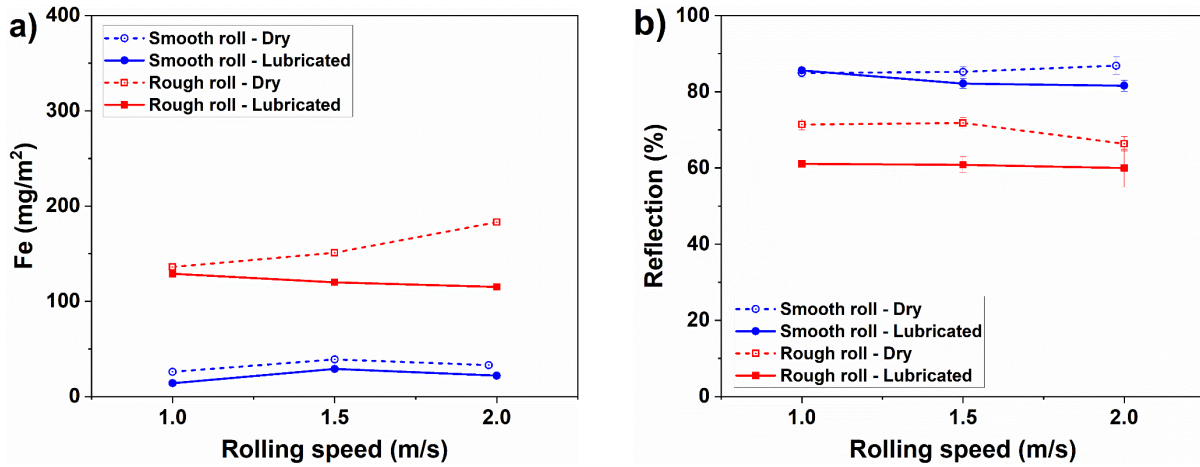 a)
Fe (mg/m²)
400
300
200
100
0
Smooth roll - Dry
Smooth roll - Lubricated
Rough roll - Dry
Rough roll - Lubricated
1.0 1.5 2.0
Rolling speed (m/s)
b)
Reflection (%)
100
80
60
40
20
0
Smooth roll - Dry
Smooth roll - Lubricated
Rough roll - Dry
Rough roll - Lubricated
1.0 1.5 2.0
Rolling speed (m/s)